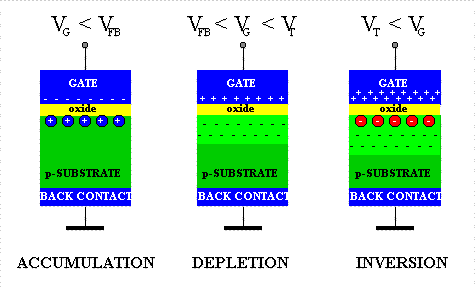 V_G < V_FB
V_FB < V_G < V_T
V_T < V_G
GATE
GATE
GATE
- - - - - - - -
+ + + + + + + +
+ + + + + + + + + + + + + + +
oxide
oxide
oxide
+ + + + +
- - - - -
p-SUBSTRATE
p-SUBSTRATE
p-SUBSTRATE
BACK CONTACT
BACK CONTACT
BACK CONTACT
ACCUMULATION
DEPLETION
INVERSION